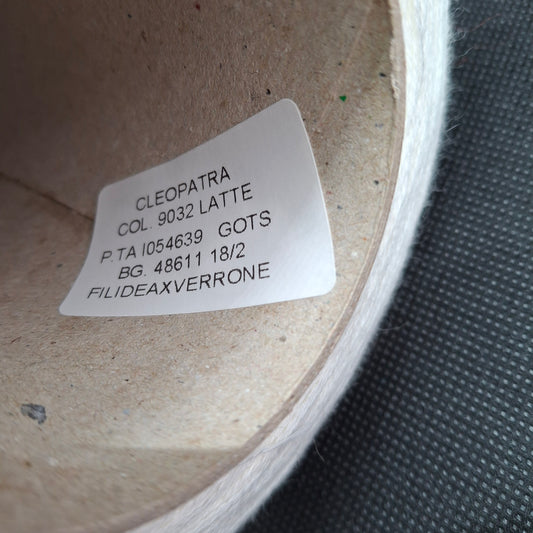 CLEOPATRA
COL. 9032 LATTE
P.TA I054639 GOTS
BG. 48611 18/2
FILIDEAXVERRONE